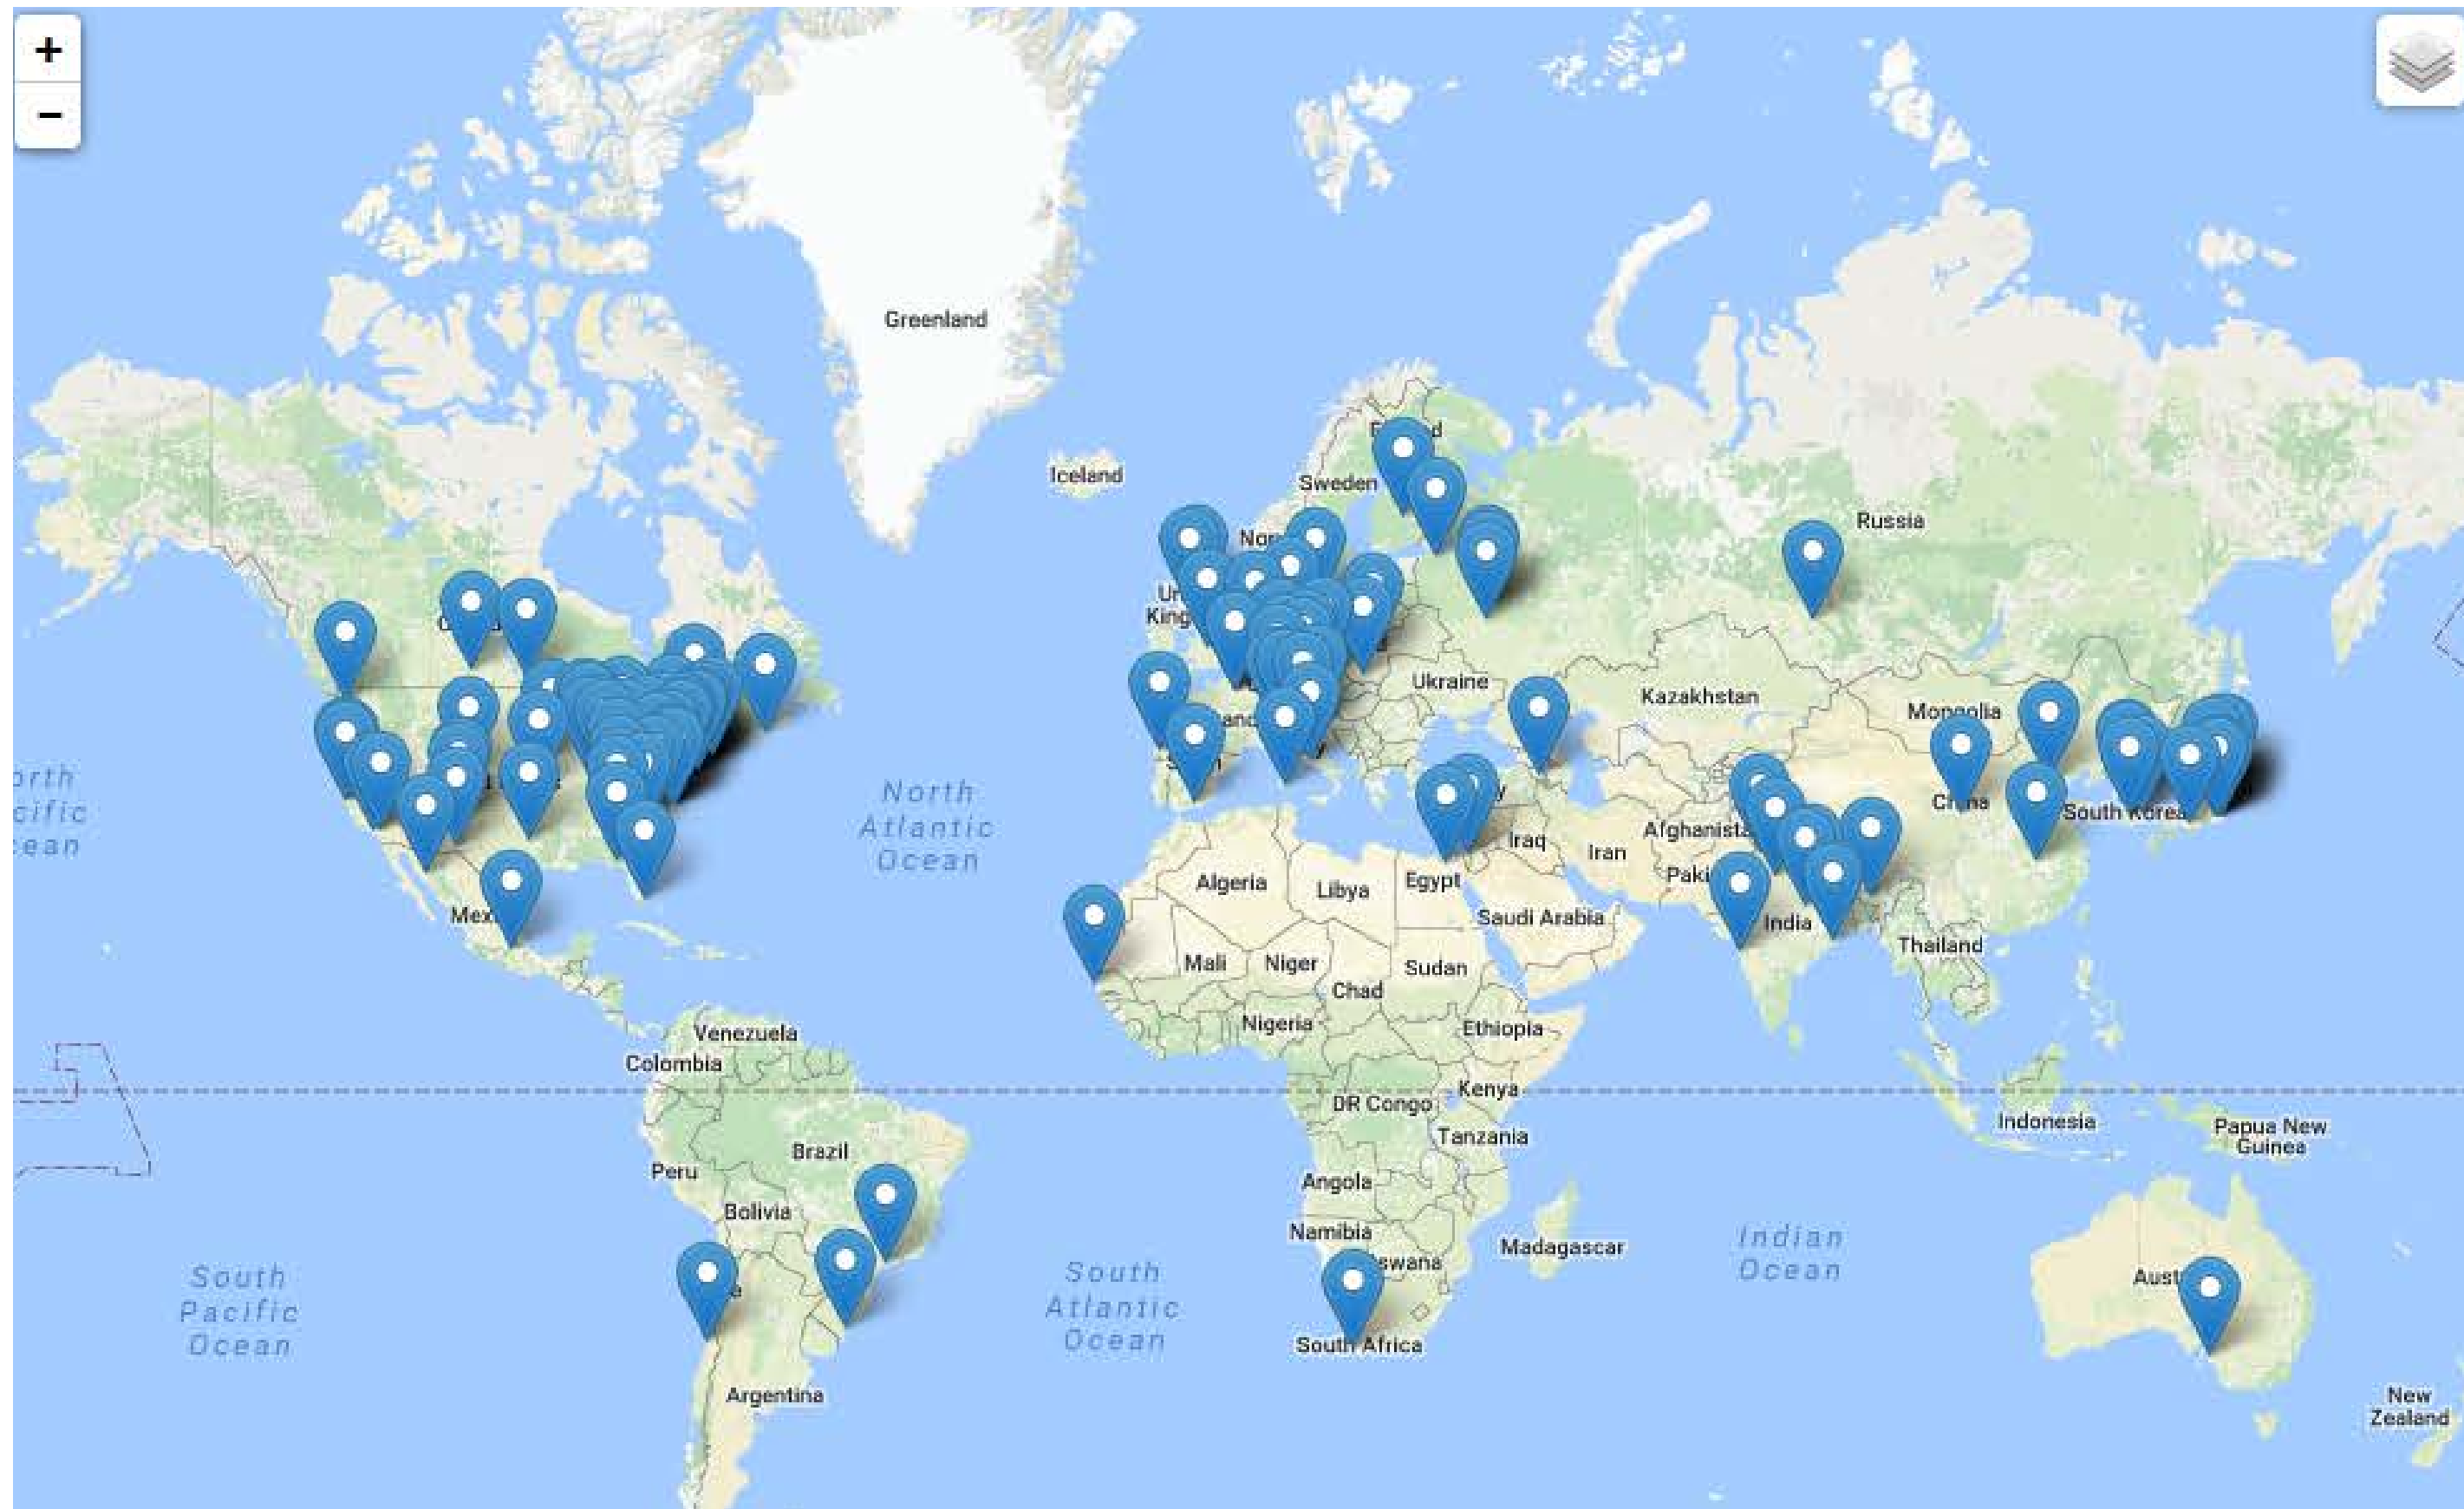 +
−
Greenland
Iceland
Sweden
Russia
Ukraine
Kazakhstan
Mongolia
South Korea
Iraq
Iran
North
Atlantic
Ocean
Algeria
Libya
Egypt
Saudi Arabia
India
Thailand
Mali
Niger
Chad
Sudan
Nigeria
Ethiopia
Venezuela
Colombia
Kenya
DR Congo
Tanzania
Indonesia
Papua New
Guinea
Brazil
Peru
Angola
Bolivia
Namibia
Madagascar
Indian
Ocean
South
Pacific
Ocean
South
Atlantic
Ocean
South Africa
Argentina
New
Zealand